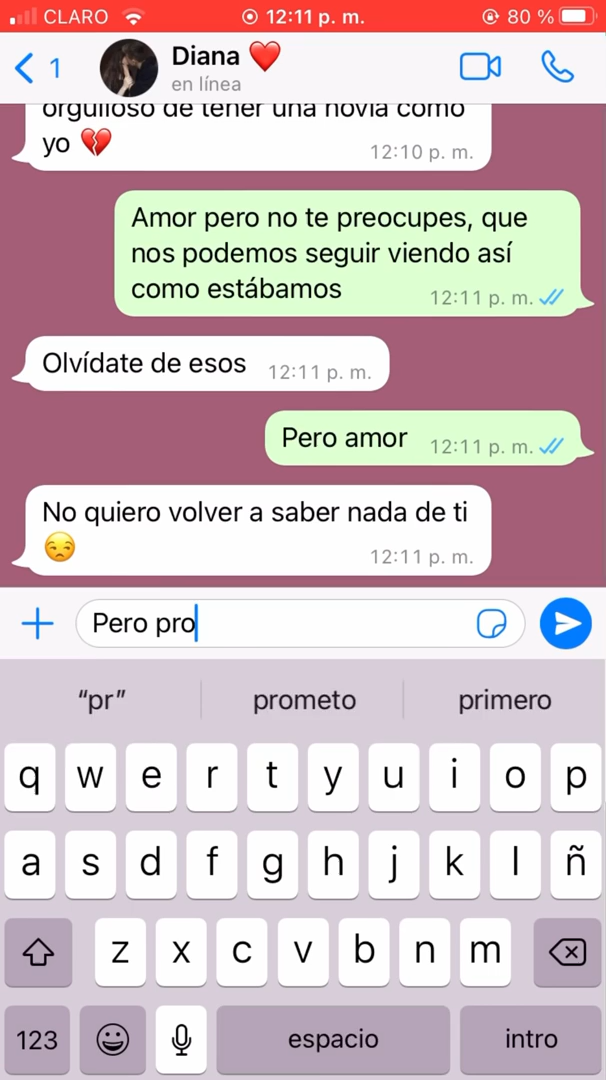 CLARO 12:11 p. m. 80 %
1 Diana ❤️
en línea
orgulloso de tener una novia como
yo 💔 12:10 p. m.
Amor pero no te preocupes, que
nos podemos seguir viendo así
como estábamos 12:11 p. m.
Olvídate de esos 12:11 p. m.
Pero amor 12:11 p. m.
No quiero volver a saber nada de ti
😒 12:11 p. m.
Pero pro
“pr” prometo primero
q w e r t y u i o p
a s d f g h j k l ñ
z x c v b n m
123 espacio intro